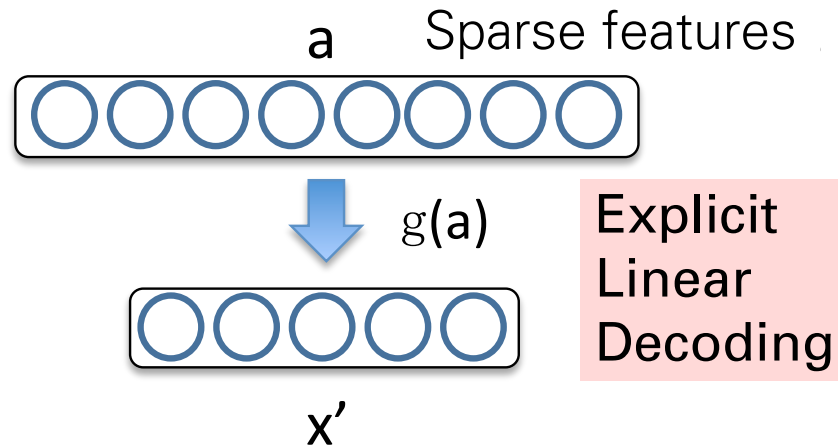 a Sparse features
g(a)
Explicit
Linear
Decoding
x’